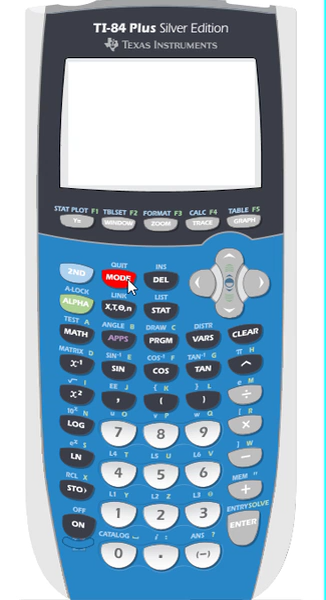 TI-84 Plus Silver Edition
TEXAS INSTRUMENTS
STAT PLOT F1 TBLSET F2 FORMAT F3 CALC F4 TABLE F5
Y= WINDOW ZOOM TRACE GRAPH
QUIT INS
2ND MODE DEL
A-LOCK LINK LIST
ALPHA X,T,Θ,n STAT
TEST A ANGLE B DRAW C DISTR
MATH APPS PRGM VARS CLEAR
MATRIX D SIN⁻¹ E COS⁻¹ F TAN⁻¹ G π H
X⁻¹ SIN COS TAN ^
√ I EE J { K } L e M
X² , ( ) ÷
10ˣ N u O v P w Q [ R
LOG 7 8 9 ×
eˣ S L4 T L5 U L6 V ] W
LN 4 5 6 −
RCL X L1 Y L2 Z L3 Θ MEM "
STO› 1 2 3 +
OFF CATALOG i : ANS ? ENTRY SOLVE
ON 0 . (−) ENTER